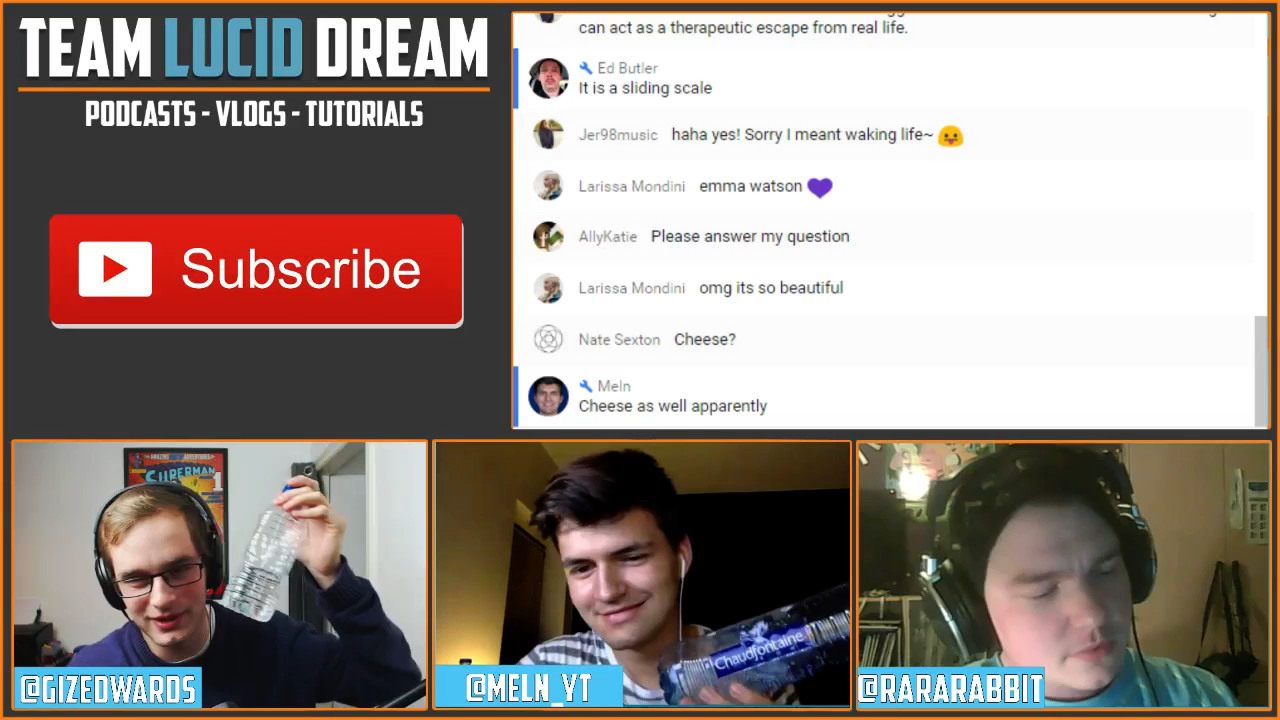 TEAM LUCID DREAM
PODCASTS - VLOGS - TUTORIALS
Subscribe
can act as a therapeutic escape from real life.
Ed Butler
It is a sliding scale
Jer98music haha yes! Sorry I meant waking life~
Larissa Mondini emma watson
AllyKatie Please answer my question
Larissa Mondini omg its so beautiful
Nate Sexton Cheese?
Meln
Cheese as well apparently
SUPERMAN
Chaudfontaine
@GIZEDWARDS
@MELN_YT
@RARARABBIT